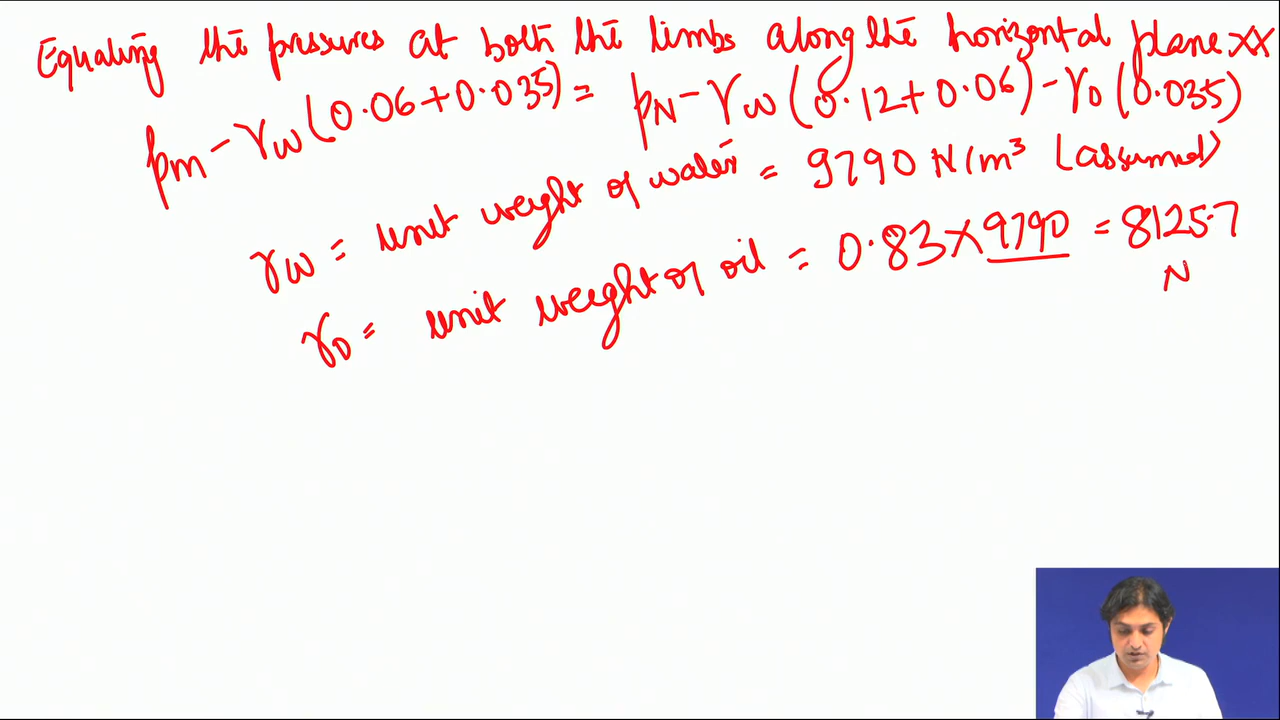 Equating the pressures at both the limbs along the horizontal plane XX
pm - γw (0.06 + 0.035) = pN - γw (0.12 + 0.06) - γo (0.035)
γw = unit weight of water = 9790 N/m³ (assumed)
γo = unit weight of oil = 0.83 × 9790 = 8125.7
N